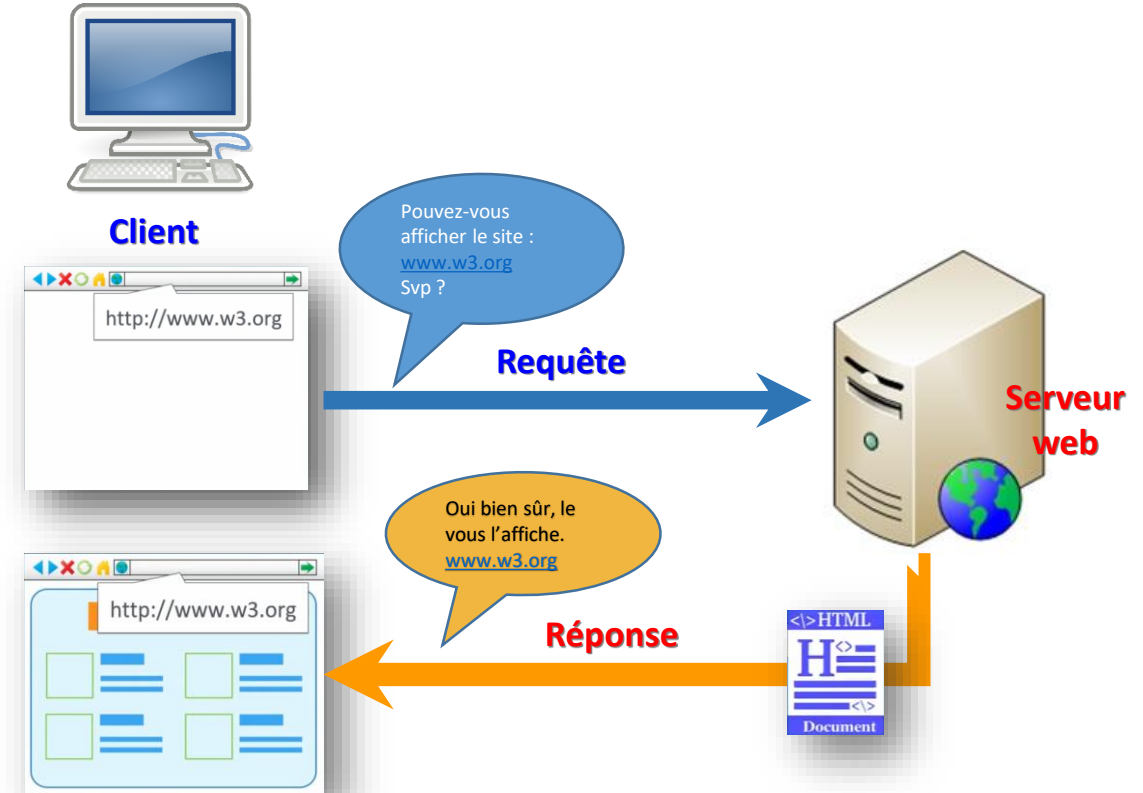 Client
http://www.w3.org
Pouvez-vous
afficher le site :
www.w3.org
Svp ?
Requête
Serveur
web
Oui bien sûr, le
vous l’affiche.
www.w3.org
http://www.w3.org
Réponse
<\>HTML
H<>
<\>
Document